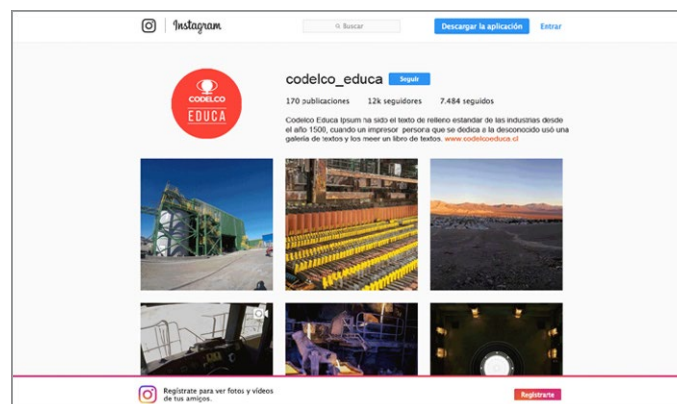 Instagram
Buscar
Descargar la aplicación
Entrar
CODELCO
EDUCA
codelco_educa
Seguir
170 publicaciones 12k seguidores 7.484 seguidos
Codelco Educa Ipsum ha sido el texto de relleno estándar de las industrias desde
el año 1500, cuando un impresor persona que se dedica a la desconocido usó una
galería de textos y los meer un libro de textos. www.codelcoeduca.cl
Regístrate para ver fotos y vídeos
de tus amigos.
Registrarte